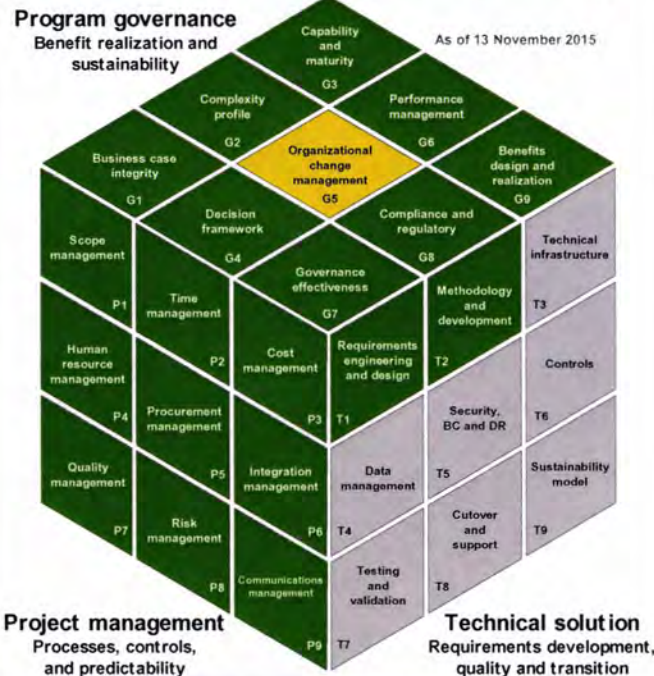 Program governance
Benefit realization and
sustainability
As of 13 November 2015
Capability
and
maturity
G3
Complexity
profile
G2
Performance
management
G6
Business case
integrity
G1
Organizational
change
management
G5
Benefits
design and
realization
G9
Decision
framework
G4
Compliance and
regulatory
G8
Governance
effectiveness
G7
Scope
management
P1
Time
management
P2
Cost
management
P3
Human
resource
management
P4
Procurement
management
P5
Integration
management
P6
Quality
management
P7
Risk
management
P8
Communications
management
P9
Requirements
engineering
and design
T1
Methodology
and
development
T2
Technical
infrastructure
T3
Data
management
T4
Security,
BC and DR
T5
Controls
T6
Testing
and
validation
T7
Cutover
and
support
T8
Sustainability
model
T9
Project management
Processes, controls,
and predictability
Technical solution
Requirements development,
quality and transition